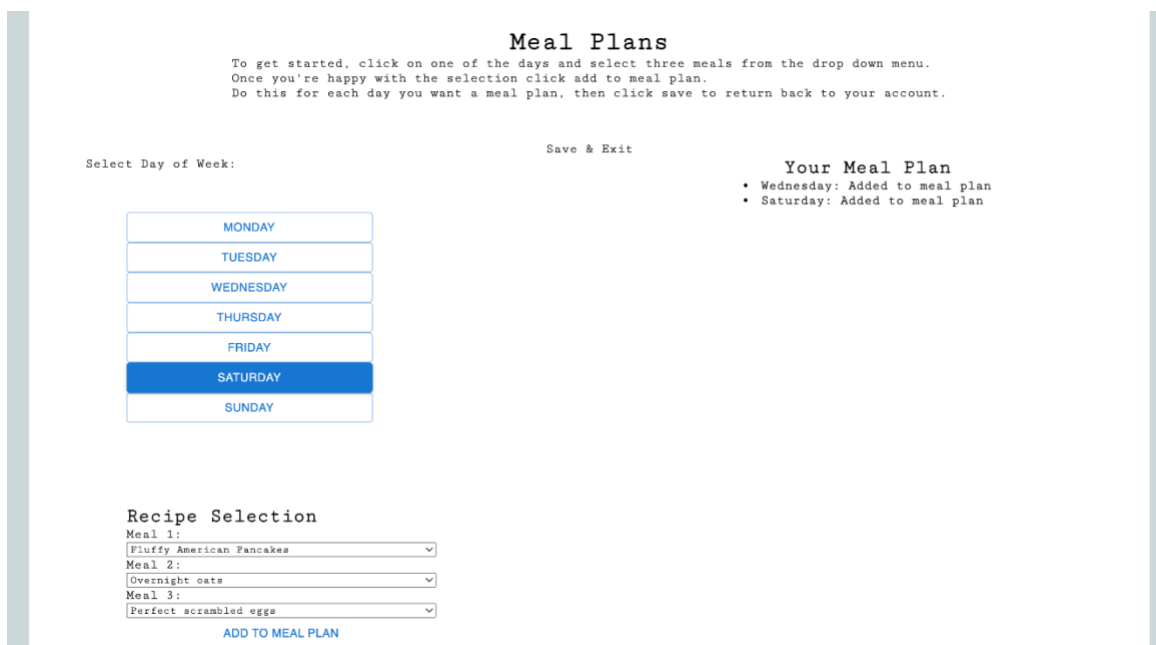 Meal Plans
To get started, click on one of the days and select three meals from the drop down menu.
Once you're happy with the selection click add to meal plan.
Do this for each day you want a meal plan, then click save to return back to your account.
Save & Exit
Select Day of Week:
MONDAY
TUESDAY
WEDNESDAY
THURSDAY
FRIDAY
SATURDAY
SUNDAY
Your Meal Plan
• Wednesday: Added to meal plan
• Saturday: Added to meal plan
Recipe Selection
Meal 1:
Fluffy American Pancakes
Meal 2:
Overnight oats
Meal 3:
Perfect scrambled eggs
ADD TO MEAL PLAN